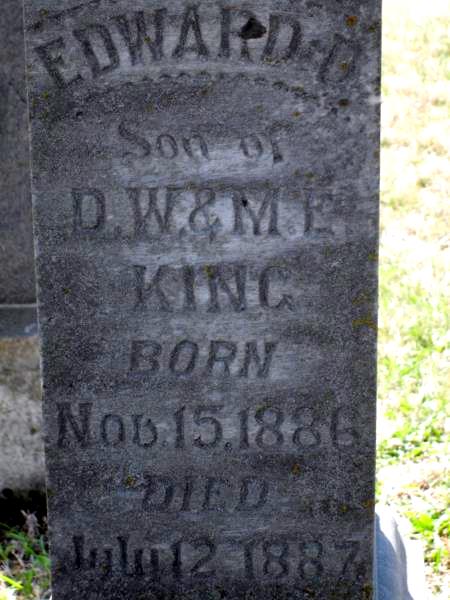 EDWARD D
Son of
D.W.&M.E.
KING
BORN
Nov.15,1886
DIED
July 12 1887